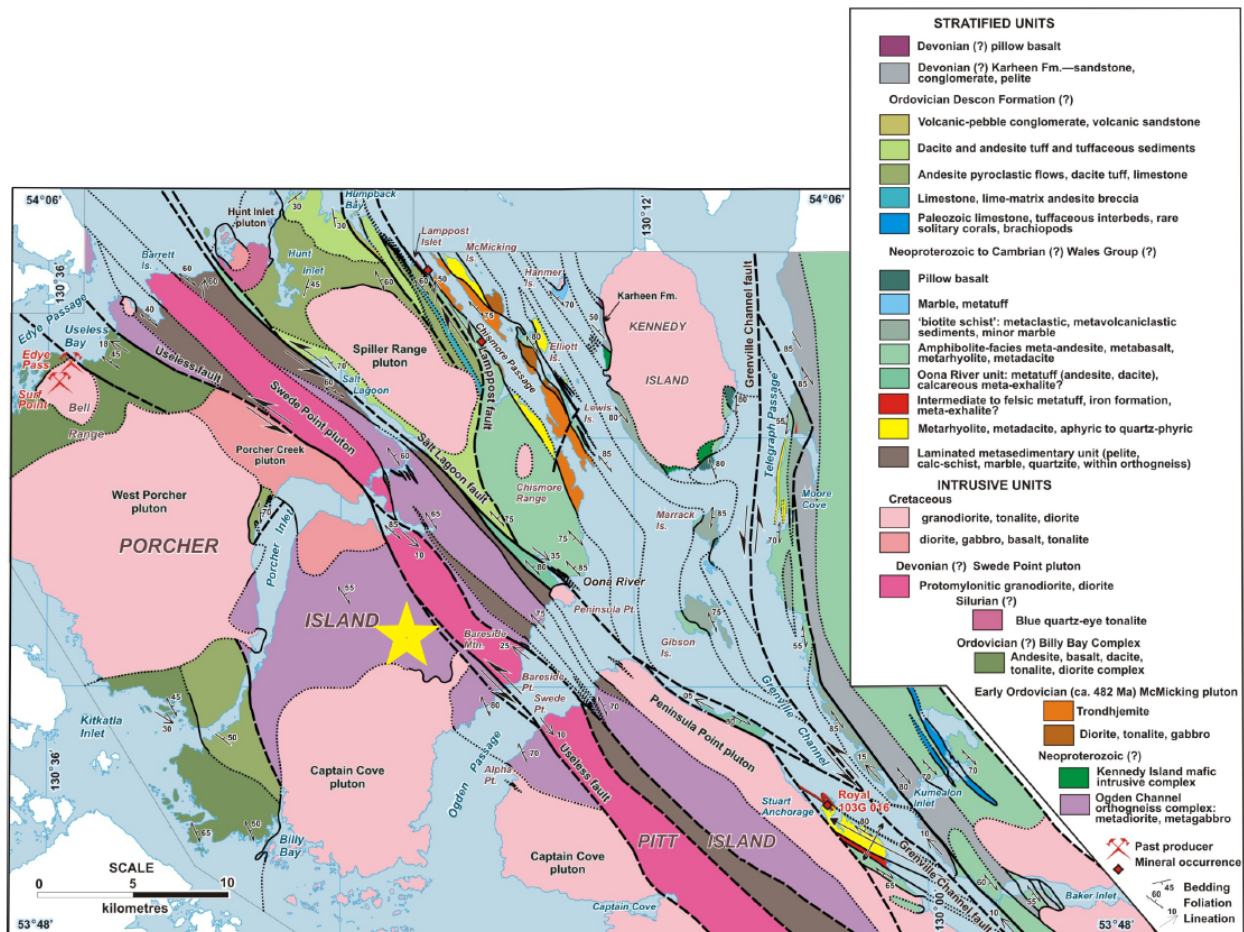 STRATIFIED UNITS
Devonian (?) pillow basalt
Devonian (?) Karheen Fm.—sandstone,
conglomerate, pelite
Ordovician Descon Formation (?)
Volcanic-pebble conglomerate, volcanic sandstone
Dacite and andesite tuff and tuffaceous sediments
Andesite pyroclastic flows, dacite tuff, limestone
Limestone, lime-matrix andesite breccia
Paleozoic limestone, tuffaceous interbeds, rare
solitary corals, brachiopods
Neoproterozoic to Cambrian (?) Wales Group (?)
Pillow basalt
Marble, metatuff
‘biotite schist’: metaclastic, metavolcaniclastic
sediments, minor marble
Amphibolite-facies meta-andesite, metabasalt,
metarhyolite, metadacite
Oona River unit: metatuff (andesite, dacite),
calcareous meta-exhalite?
Intermediate to felsic metatuff, iron formation,
meta-exhalite?
Metarhyolite, metadacite, aphyric to quartz-phyric
Laminated metasedimentary unit (pelite,
calc-schist, marble, quartzite, within orthogneiss)
INTRUSIVE UNITS
Cretaceous
granodiorite, tonalite, diorite
diorite, gabbro, basalt, tonalite
Devonian (?) Swede Point pluton
Protomylonitic granodiorite, diorite
Silurian (?)
Blue quartz-eye tonalite
Ordovician (?) Billy Bay Complex
Andesite, basalt, dacite,
tonalite, diorite complex
Early Ordovician (ca. 482 Ma) McMicking pluton
Trondhjemite
Diorite, tonalite, gabbro
Neoproterozoic (?)
Kennedy Island mafic
intrusive complex
Ogden Channel
orthogneiss complex:
metadiorite, metagabbro
Past producer
Mineral occurrence
45
Bedding
60
Foliation
10
Lineation
54°06'
130°36'
130°12'
54°06'
Humpback
Bay
Hunt Inlet
pluton
Lamppost
Islet
McMicking
Is.
Barrett
Is.
Hunt
Inlet
Hanmer
Is.
Karheen Fm.
KENNEDY
ISLAND
Edye Passage
Useless
Bay
Edye
Pass
Surf
Point
Bell
Range
Useless fault
Spiller Range
pluton
Salt
Lagoon
Chismore Passage
Elliott
Is.
Lamppost fault
Lewis Is.
Grenville Channel fault
Telegraph Passage
Swede Point pluton
Porcher Creek
pluton
Salt Lagoon fault
Chismore
Range
Moore
Cove
West Porcher
pluton
PORCHER
Porcher Inlet
Marrack
Is.
Oona River
Peninsula Pt.
ISLAND
Bareside
Mtn.
Gibson
Is.
Bareside
Pt.
Swede
Pt.
Kitkatla
Inlet
Captain Cove
pluton
Ogden Passage
Alpha
Pt.
Useless fault
Peninsula Point pluton
Grenville
Channel
Kumealon
Inlet
Royal
103G 016
Stuart
Anchorage
PITT ISLAND
Billy
Bay
Captain Cove
pluton
Captain Cove
Grenville Channel fault
Baker Inlet
SCALE
0 5 10
kilometres
130°36'
53°48'
130°00'
53°48'